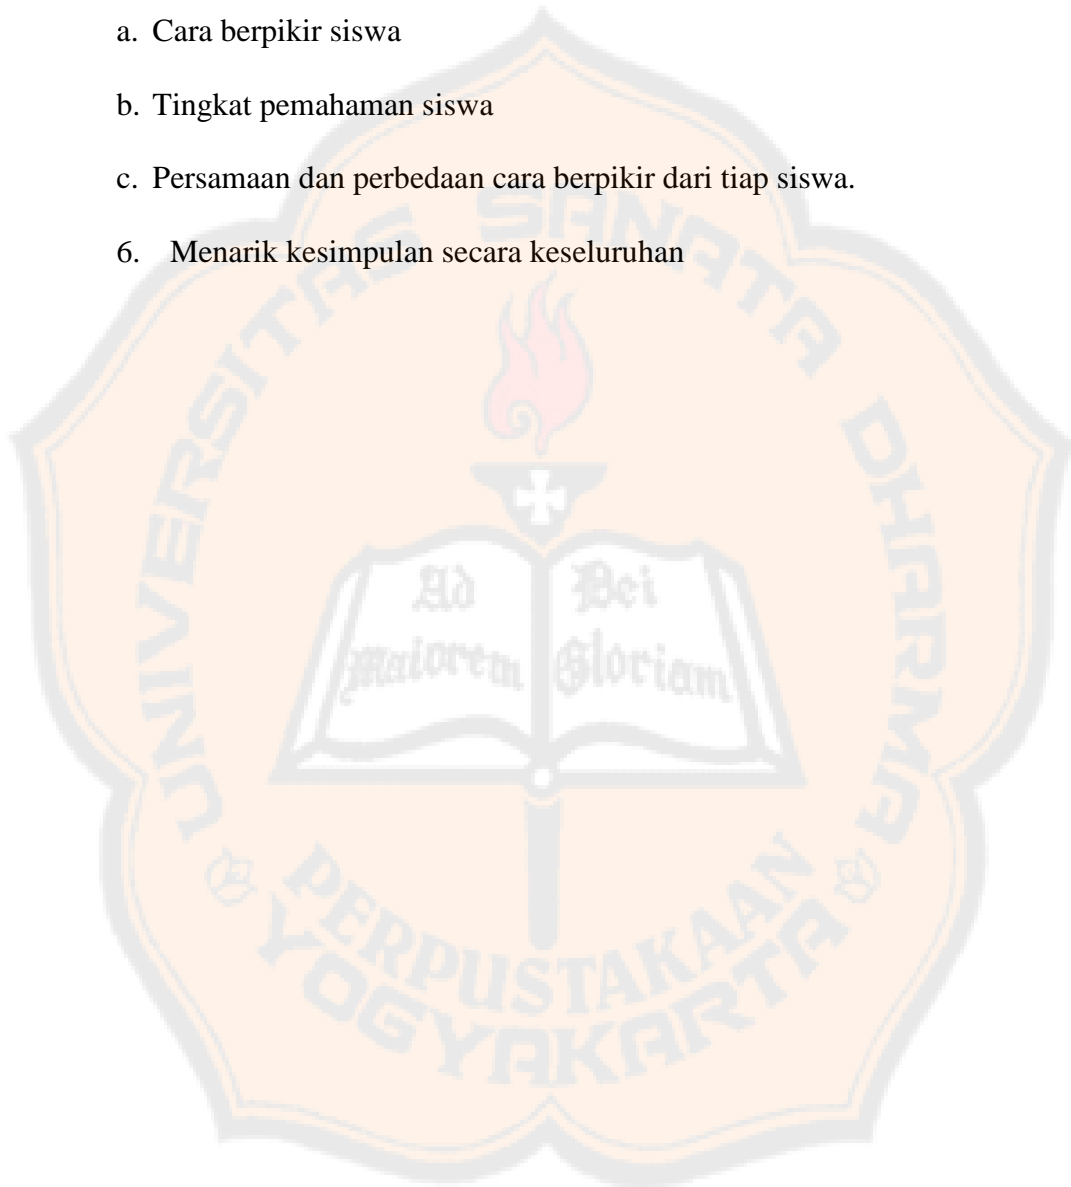 a. Cara berpikir siswa
b. Tingkat pemahaman siswa
c. Persamaan dan perbedaan cara berpikir dari tiap siswa.
6. Menarik kesimpulan secara keseluruhan
UNIVERSITAS SANATA DHARMA
Ad Dei
maiorem Gloriam
PERPUSTAKAAN
YOGYAKARTA